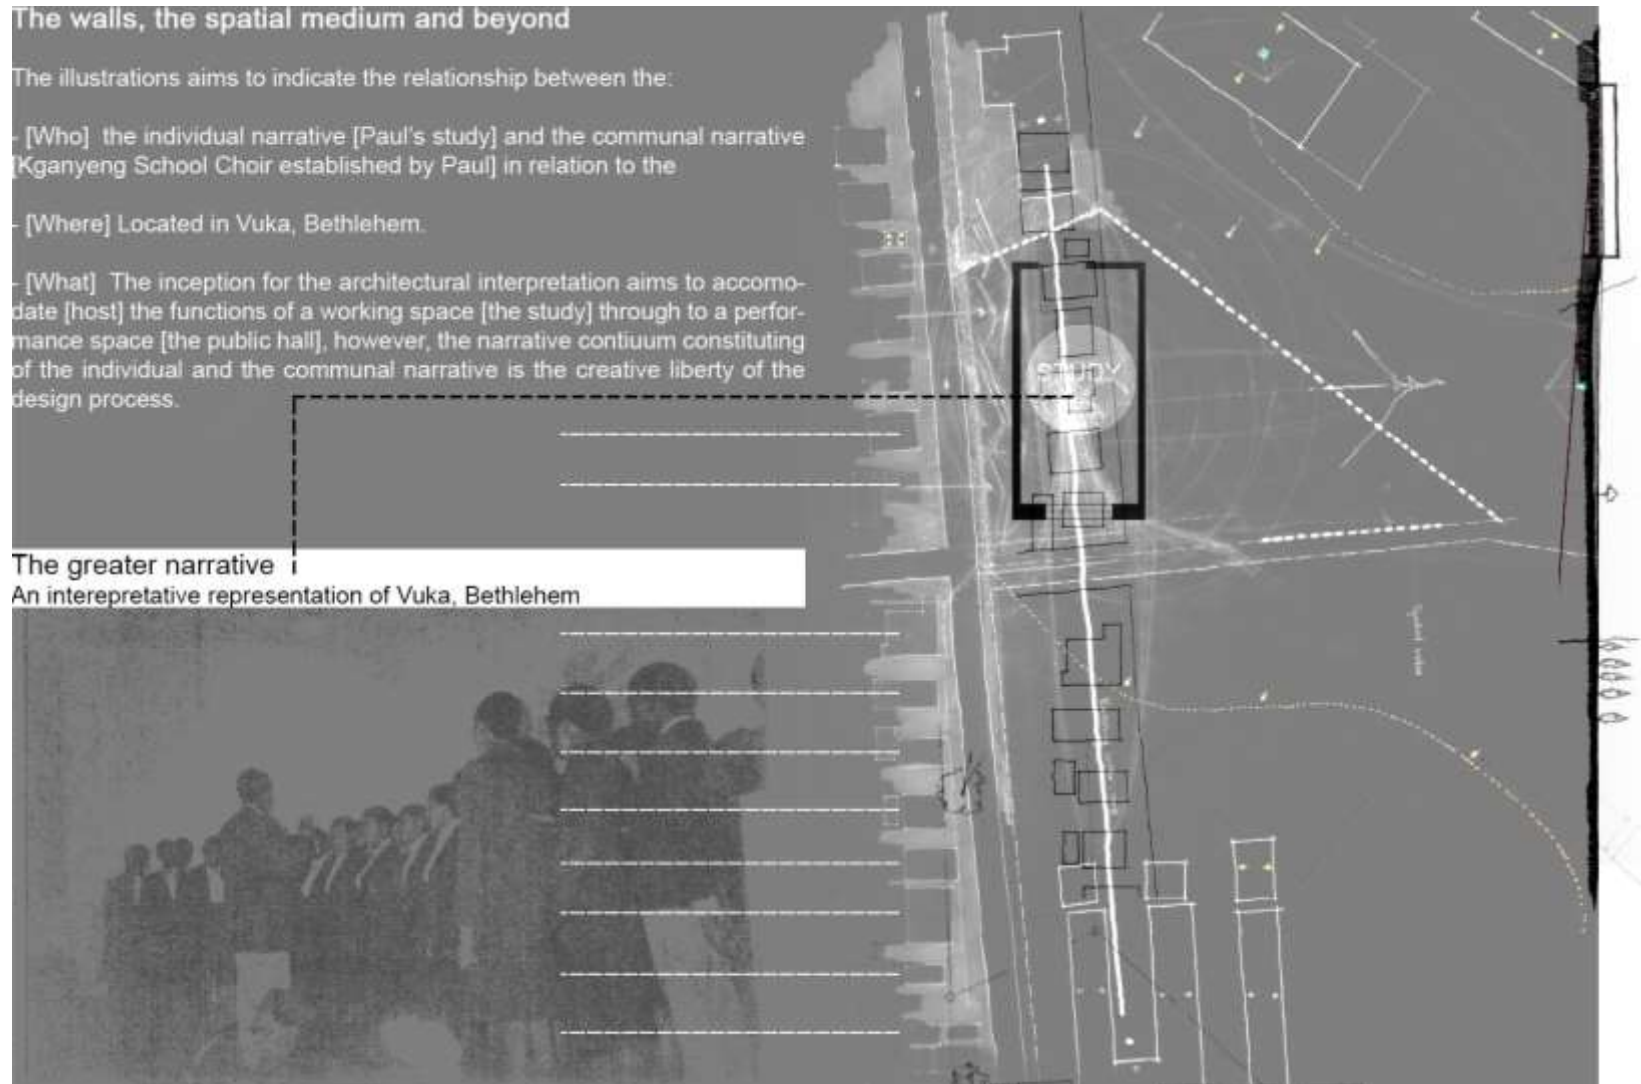 The walls, the spatial medium and beyond
The illustrations aims to indicate the relationship between the:
- [Who]  the individual narrative [Paul's study] and the communal narrative
[Kganyeng School Choir established by Paul] in relation to the
- [Where] Located in Vuka, Bethlehem.
- [What]  The inception for the architectural interpretation aims to accomo-
date [host] the functions of a working space [the study] through to a perfor-
mance space [the public hall], however, the narrative contiuum constituting
of the individual and the communal narrative is the creative liberty of the
design process.
STUDY
The greater narrative
An interepretative representation of Vuka, Bethlehem